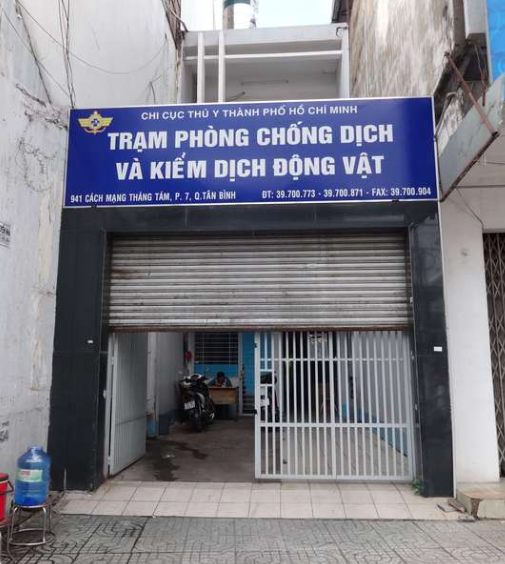 CHI CỤC THÚ Y THÀNH PHỐ HỒ CHÍ MINH
TRẠM PHÒNG CHỐNG DỊCH
VÀ KIỂM DỊCH ĐỘNG VẬT
941 CÁCH MẠNG THÁNG TÁM, P. 7, Q.TÂN BÌNH ĐT: 39.700.773 - 39.700.871 - FAX: 39.700.904